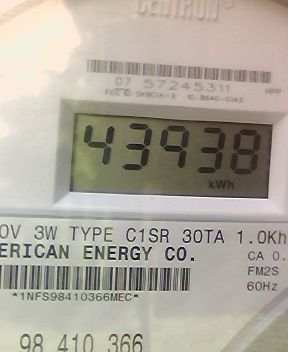 CENTRON
07 57245311
43938
kWh
0V 3W TYPE C1SR 30TA 1.0Kh
ERICAN ENERGY CO.
CA 0.
FM2S
60Hz
*1NFS98410366MEC*
98 410 366